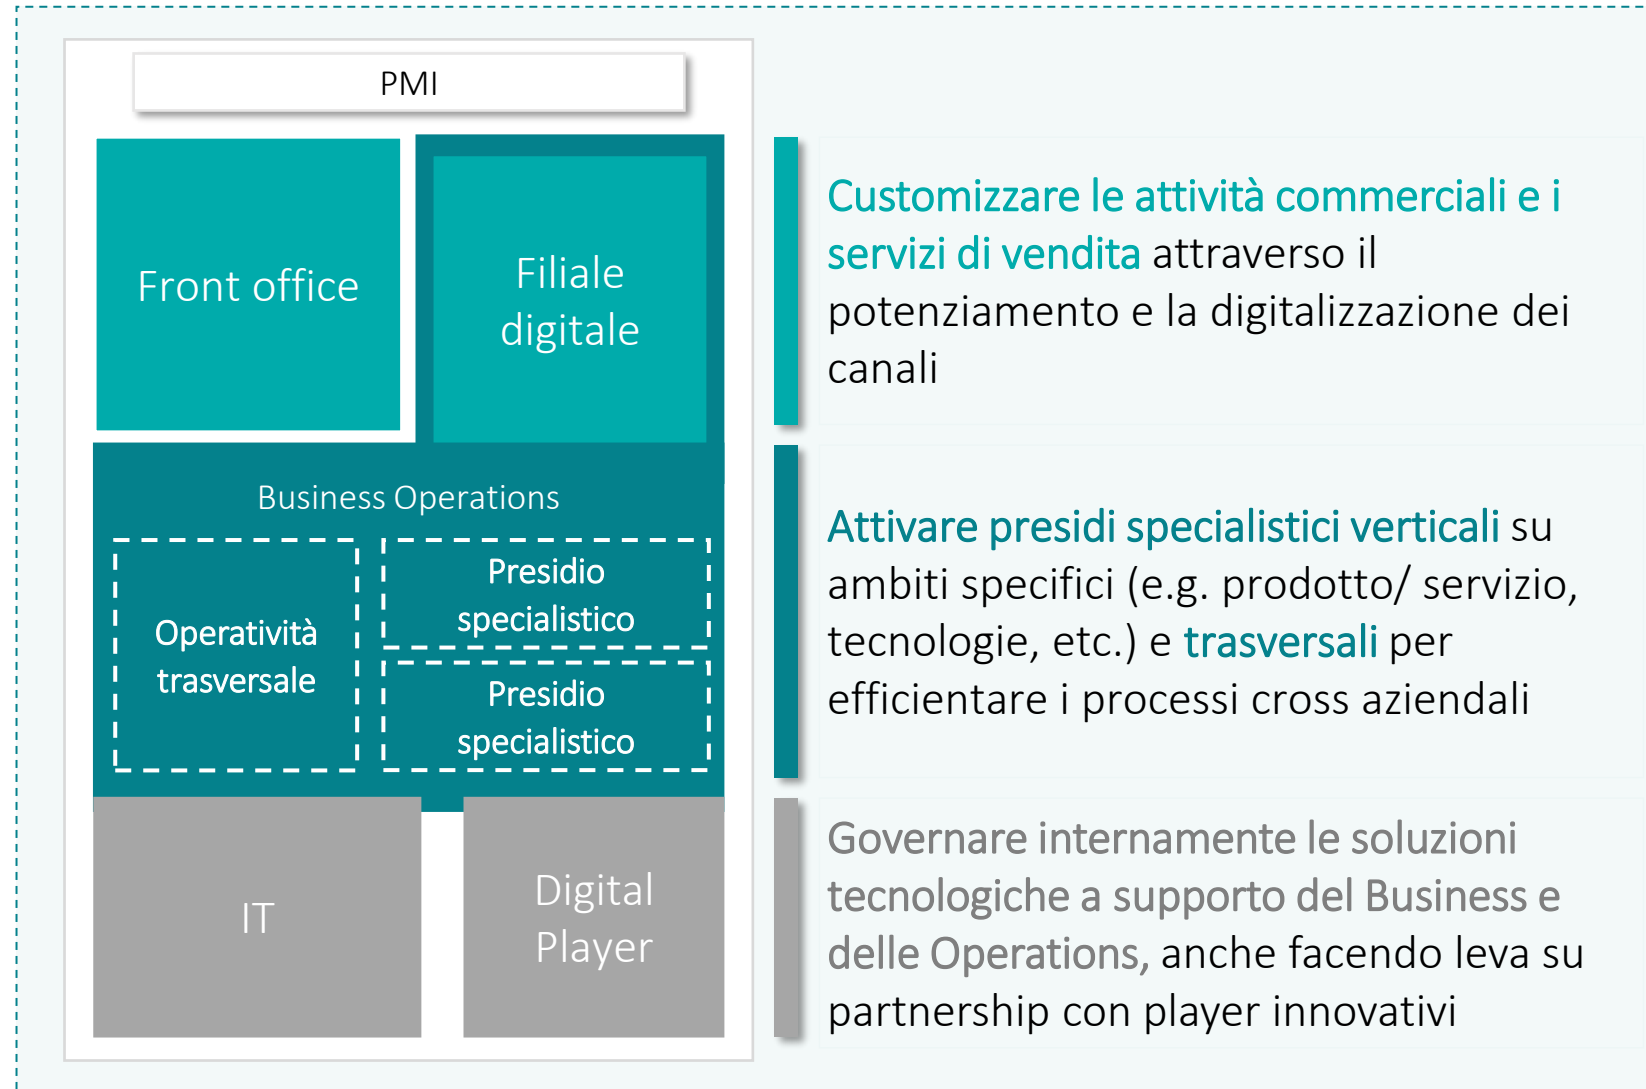 PMI
Front office
Filiale
digitale
Business Operations
Operatività
trasversale
Presidio
specialistico
Presidio
specialistico
IT
Digital
Player
Customizzare le attività commerciali e i
servizi di vendita attraverso il
potenziamento e la digitalizzazione dei
canali
Attivare presidi specialistici verticali su
ambiti specifici (e.g. prodotto/ servizio,
tecnologie, etc.) e trasversali per
efficientare i processi cross aziendali
Governare internamente le soluzioni
tecnologiche a supporto del Business e
delle Operations, anche facendo leva su
partnership con player innovativi